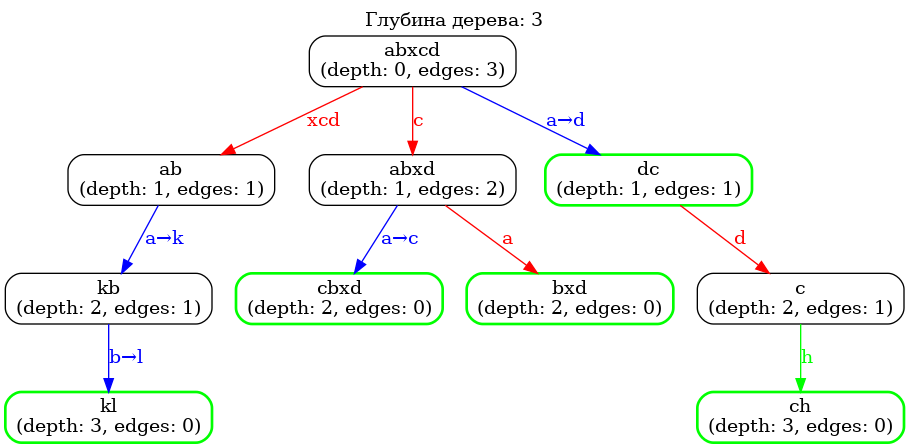 Глубина дерева: 3
abxcd
(depth: 0, edges: 3)
xcd
c
a→d
ab
(depth: 1, edges: 1)
abxd
(depth: 1, edges: 2)
dc
(depth: 1, edges: 1)
a→k
a→c
a
d
kb
(depth: 2, edges: 1)
cbxd
(depth: 2, edges: 0)
bxd
(depth: 2, edges: 0)
c
(depth: 2, edges: 1)
b→l
h
kl
(depth: 3, edges: 0)
ch
(depth: 3, edges: 0)